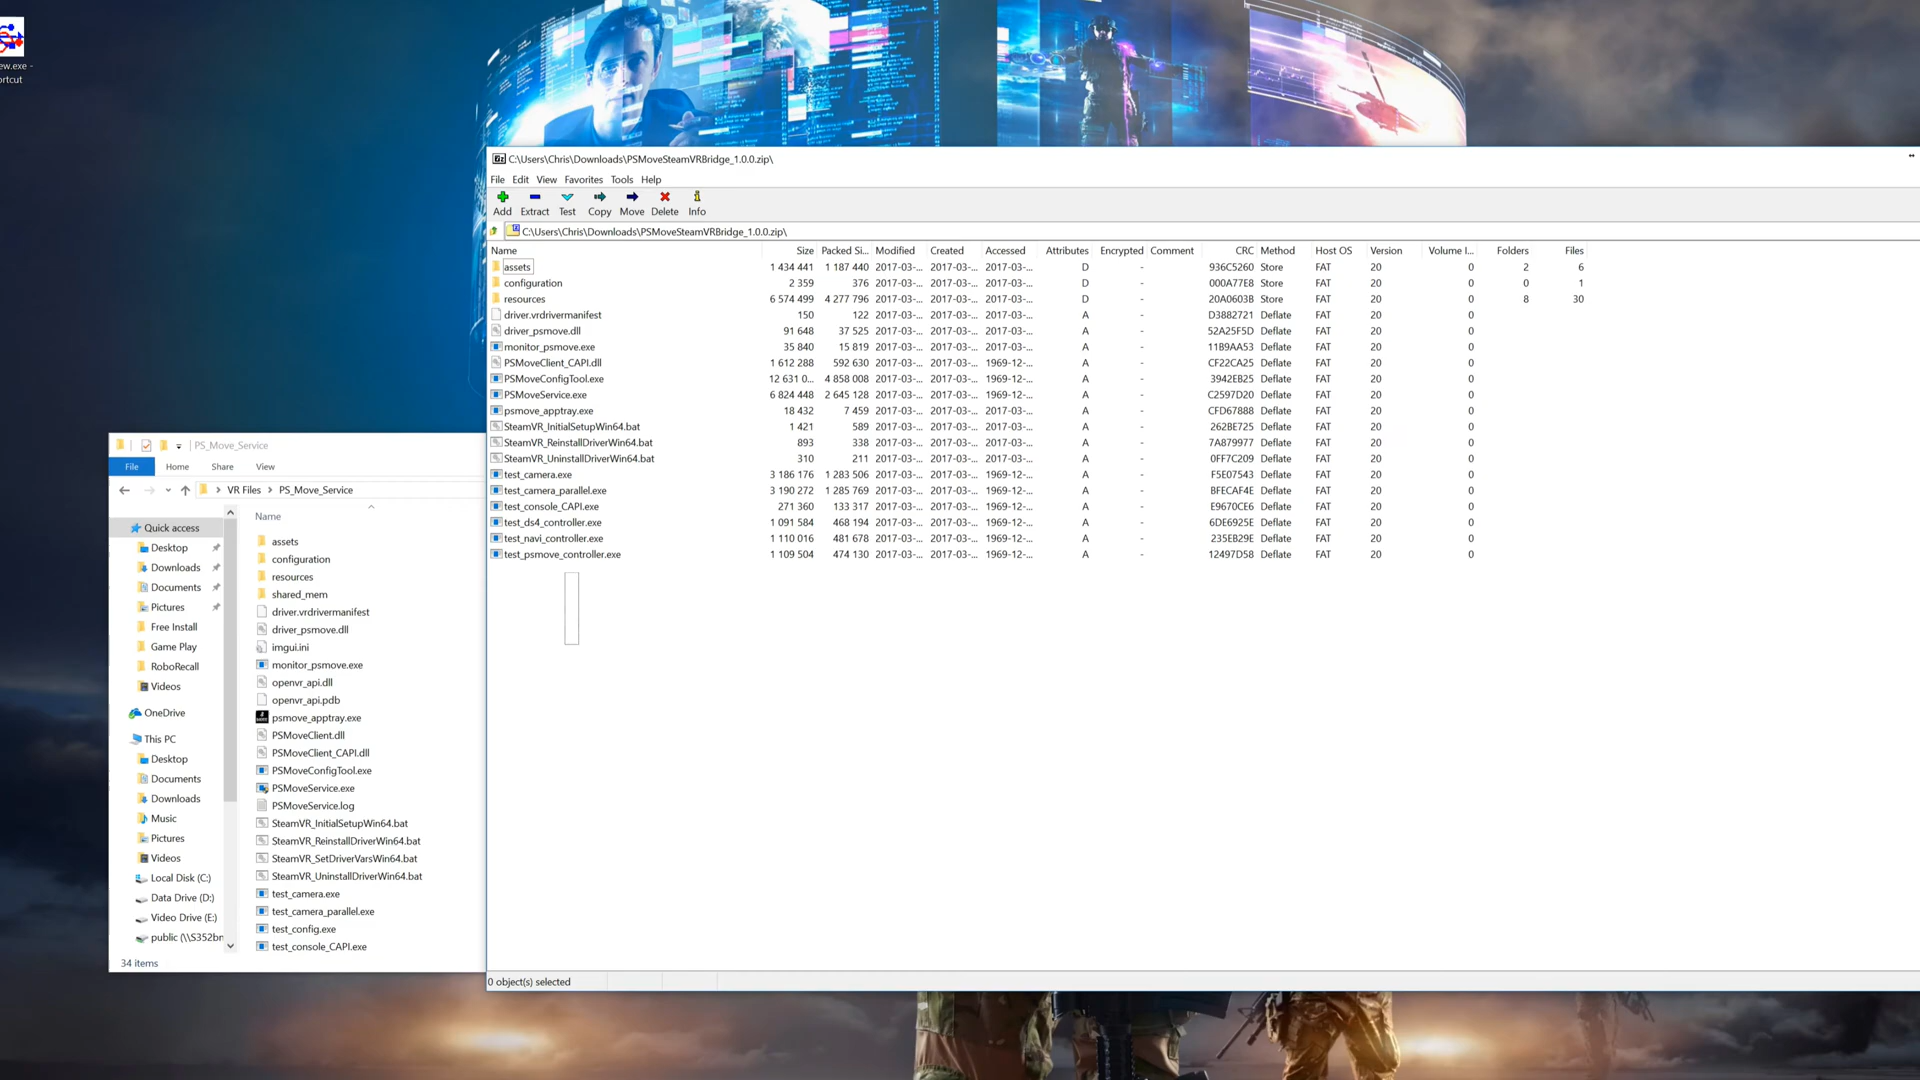 ew.exe -
ortcut
C:\Users\Chris\Downloads\PSMoveSteamVRBridge_1.0.0.zip\
File Edit View Favorites Tools Help
Add Extract Test Copy Move Delete Info
C:\Users\Chris\Downloads\PSMoveSteamVRBridge_1.0.0.zip\
Name Size Packed Si... Modified Created Accessed Attributes Encrypted Comment CRC Method Host OS Version Volume I... Folders Files
assets 1 434 441 1 187 440 2017-03-... 2017-03-... 2017-03-... D - 936C5260 Store FAT 20 0 2 6
configuration 2 359 376 2017-03-... 2017-03-... 2017-03-... D - 000A77E8 Store FAT 20 0 0 1
resources 6 574 499 4 277 796 2017-03-... 2017-03-... 2017-03-... D - 20A0603B Store FAT 20 0 8 30
driver.vrdrivermanifest 150 122 2017-03-... 2017-03-... 2017-03-... A - D3882721 Deflate FAT 20 0
driver_psmove.dll 91 648 37 525 2017-03-... 2017-03-... 2017-03-... A - 52A25F5D Deflate FAT 20 0
monitor_psmove.exe 35 840 15 819 2017-03-... 2017-03-... 2017-03-... A - 11B9AA53 Deflate FAT 20 0
PSMoveClient_CAPI.dll 1 612 288 592 630 2017-03-... 2017-03-... 1969-12-... A - CF22CA25 Deflate FAT 20 0
PSMoveConfigTool.exe 12 631 0... 4 858 008 2017-03-... 2017-03-... 1969-12-... A - 3942EB25 Deflate FAT 20 0
PSMoveService.exe 6 824 448 2 645 128 2017-03-... 2017-03-... 1969-12-... A - C2597D20 Deflate FAT 20 0
psmove_apptray.exe 18 432 7 459 2017-03-... 2017-03-... 2017-03-... A - CFD67888 Deflate FAT 20 0
SteamVR_InitialSetupWin64.bat 1 421 589 2017-03-... 2017-03-... 2017-03-... A - 262BE725 Deflate FAT 20 0
SteamVR_ReinstallDriverWin64.bat 893 338 2017-03-... 2017-03-... 2017-03-... A - 7A879977 Deflate FAT 20 0
SteamVR_UninstallDriverWin64.bat 310 211 2017-03-... 2017-03-... 2017-03-... A - 0FF7C209 Deflate FAT 20 0
test_camera.exe 3 186 176 1 283 506 2017-03-... 2017-03-... 1969-12-... A - F5E07543 Deflate FAT 20 0
test_camera_parallel.exe 3 190 272 1 285 769 2017-03-... 2017-03-... 1969-12-... A - BFECAF4E Deflate FAT 20 0
test_console_CAPI.exe 271 360 133 317 2017-03-... 2017-03-... 1969-12-... A - E9670CE6 Deflate FAT 20 0
test_ds4_controller.exe 1 091 584 468 194 2017-03-... 2017-03-... 1969-12-... A - 6DE6925E Deflate FAT 20 0
test_navi_controller.exe 1 110 016 481 678 2017-03-... 2017-03-... 1969-12-... A - 235EB29E Deflate FAT 20 0
test_psmove_controller.exe 1 109 504 474 130 2017-03-... 2017-03-... 1969-12-... A - 12497D58 Deflate FAT 20 0
0 object(s) selected
PS_Move_Service
File Home Share View
VR Files > PS_Move_Service
Quick access
Desktop
Downloads
Documents
Pictures
Free Install
Game Play
RoboRecall
Videos
OneDrive
This PC
Desktop
Documents
Downloads
Music
Pictures
Videos
Local Disk (C:)
Data Drive (D:)
Video Drive (E:)
public (\\S352br
34 items
Name
assets
configuration
resources
shared_mem
driver.vrdrivermanifest
driver_psmove.dll
imgui.ini
monitor_psmove.exe
openvr_api.dll
openvr_api.pdb
psmove_apptray.exe
PSMoveClient.dll
PSMoveClient_CAPI.dll
PSMoveConfigTool.exe
PSMoveService.exe
PSMoveService.log
SteamVR_InitialSetupWin64.bat
SteamVR_ReinstallDriverWin64.bat
SteamVR_SetDriverVarsWin64.bat
SteamVR_UninstallDriverWin64.bat
test_camera.exe
test_camera_parallel.exe
test_config.exe
test_console_CAPI.exe